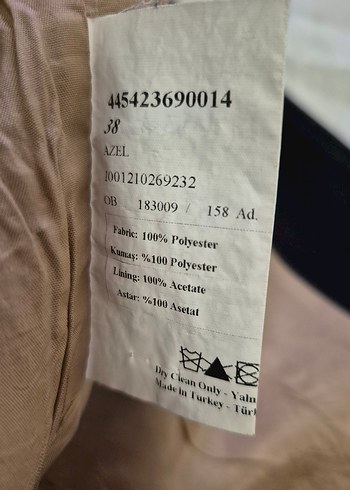 445423690014
38
AZEL
1001210269232
OB 183009 / 158 Ad.
Fabric: 100% Polyester
Kumaş: %100 Polyester
Lining: 100% Acetate
Astar: %100 Asetat
Dry Clean Only - Yaln
Made in Turkey - Türk